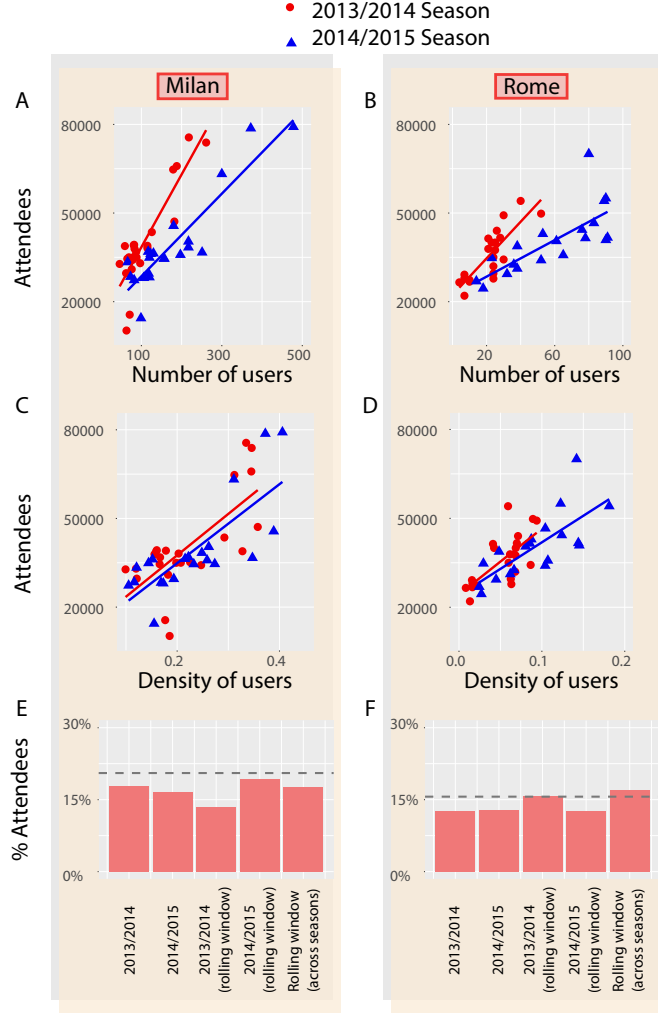 2013/2014 Season
2014/2015 Season
Milan
Rome
A
B
Attendees
80000
50000
20000
80000
50000
20000
100
300
500
20
60
100
Number of users
Number of users
C
D
Attendees
80000
50000
20000
80000
50000
20000
0.2
0.4
0.0
0.1
0.2
Density of users
Density of users
E
F
% Attendees
30%
15%
0%
30%
15%
0%
2013/2014
2014/2015
2013/2014
(rolling window)
2014/2015
(rolling window)
Rolling window
(across seasons)
2013/2014
2014/2015
2013/2014
(rolling window)
2014/2015
(rolling window)
Rolling window
(across seasons)